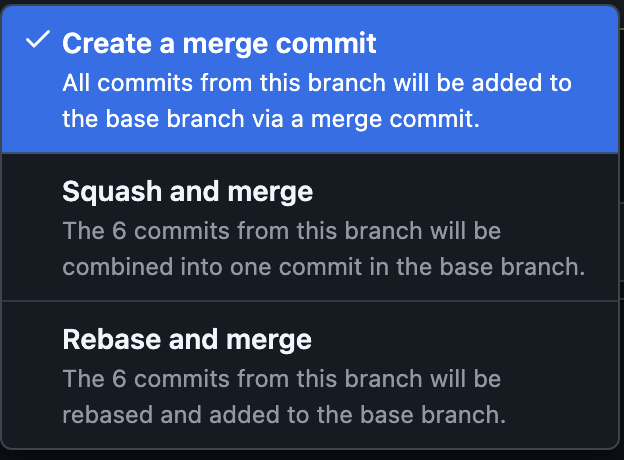 Create a merge commit
All commits from this branch will be added to
the base branch via a merge commit.
Squash and merge
The 6 commits from this branch will be
combined into one commit in the base branch.
Rebase and merge
The 6 commits from this branch will be
rebased and added to the base branch.